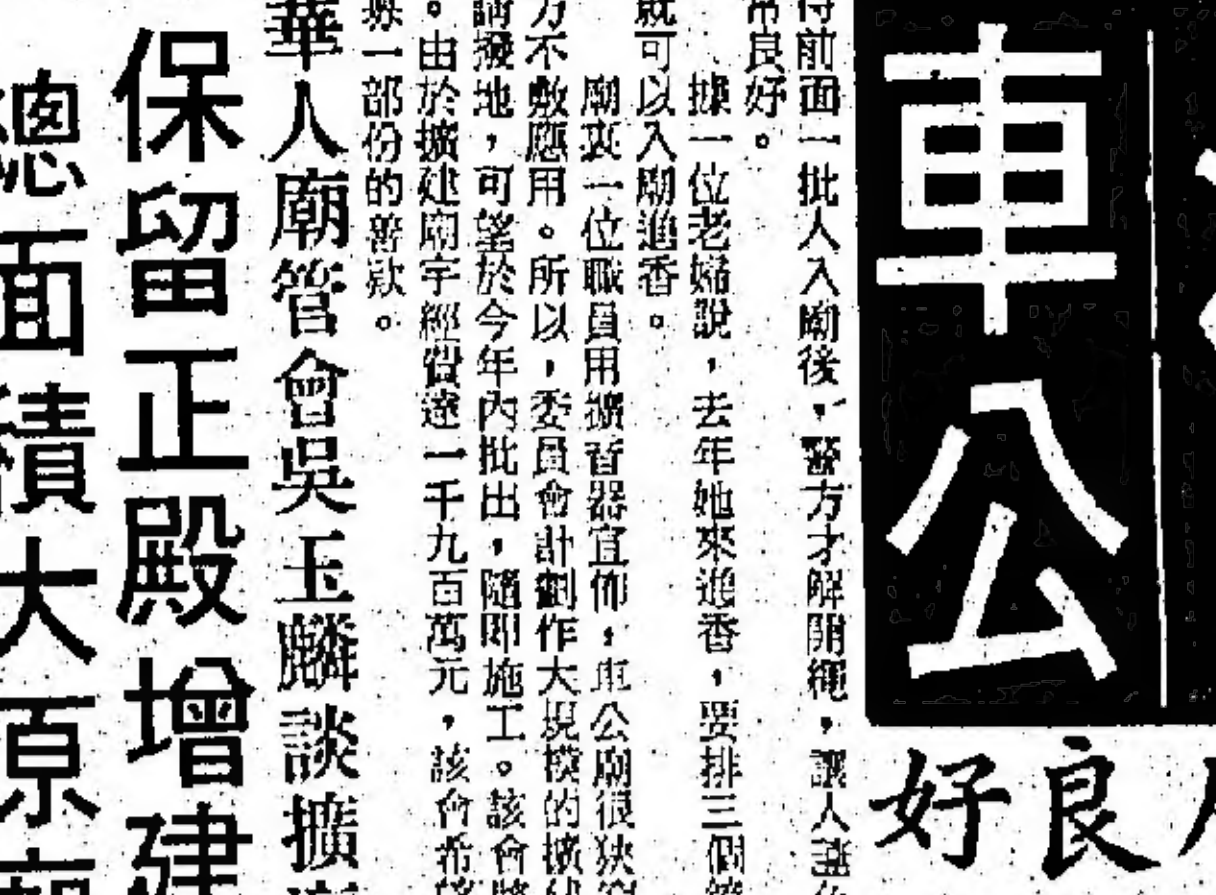 車公
良好
待前面一批人入廟後，警方才解開繩，讓人進
常良好。
據一位老婦說，去年她來進香，要排三個
就可以入廟進香。
廟裏一位職員用擴音器宣佈，車公廟很狹
方不敷應用。所以，委員會計劃作大規模的擴
請撥地，可望於今年內批出，隨即施工。該會
。由於擴建廟宇經費達一千九百萬元，該會希望
一部份的善欵。
華人廟管會吳玉麟談擴
保留正殿增建
總面積大原